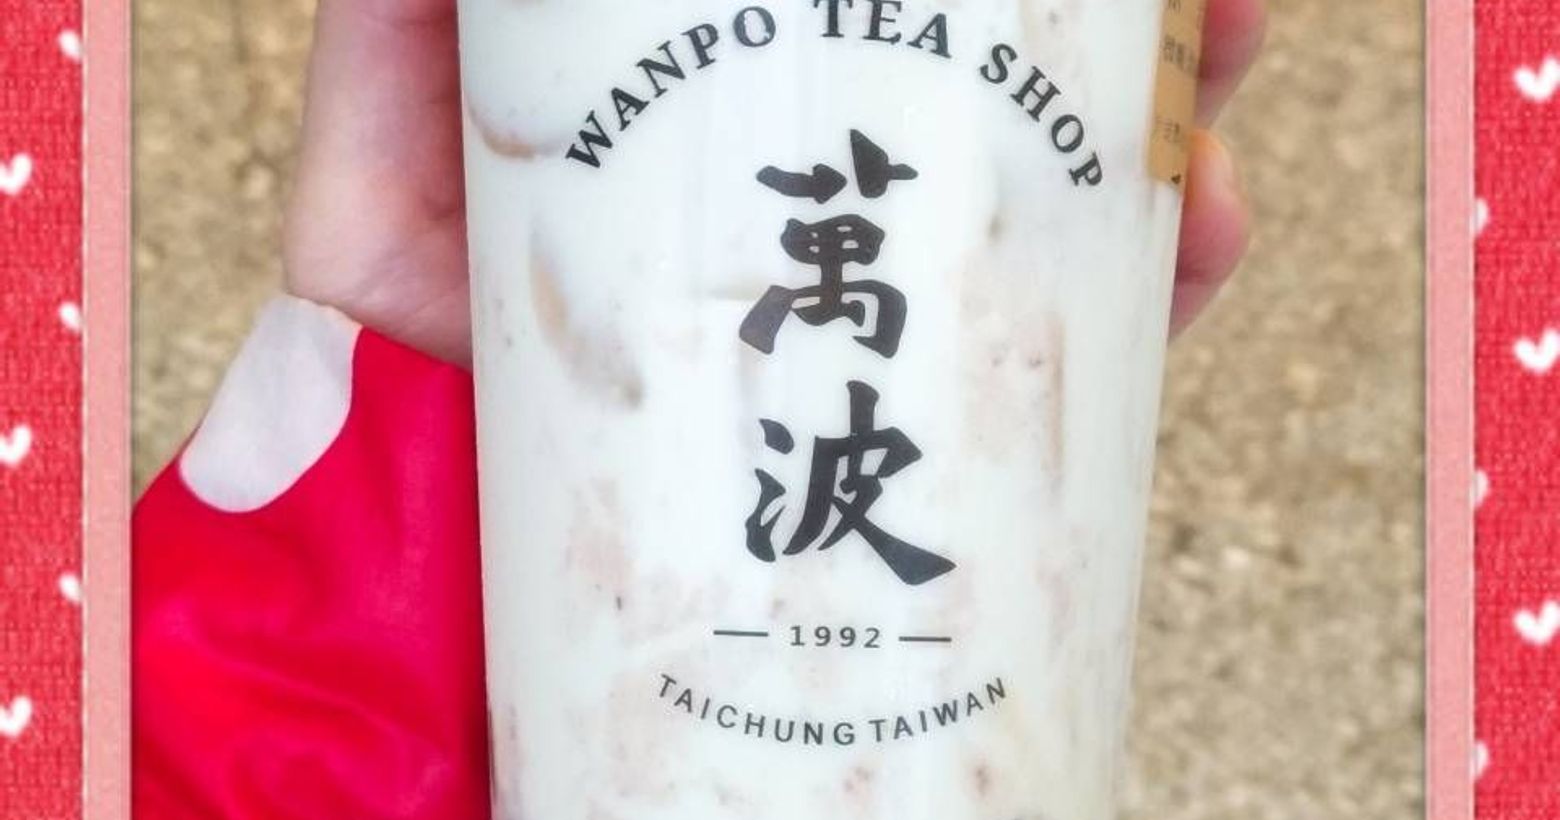 WANPO TEA SHOP
萬波
1992
TAICHUNG TAIWAN